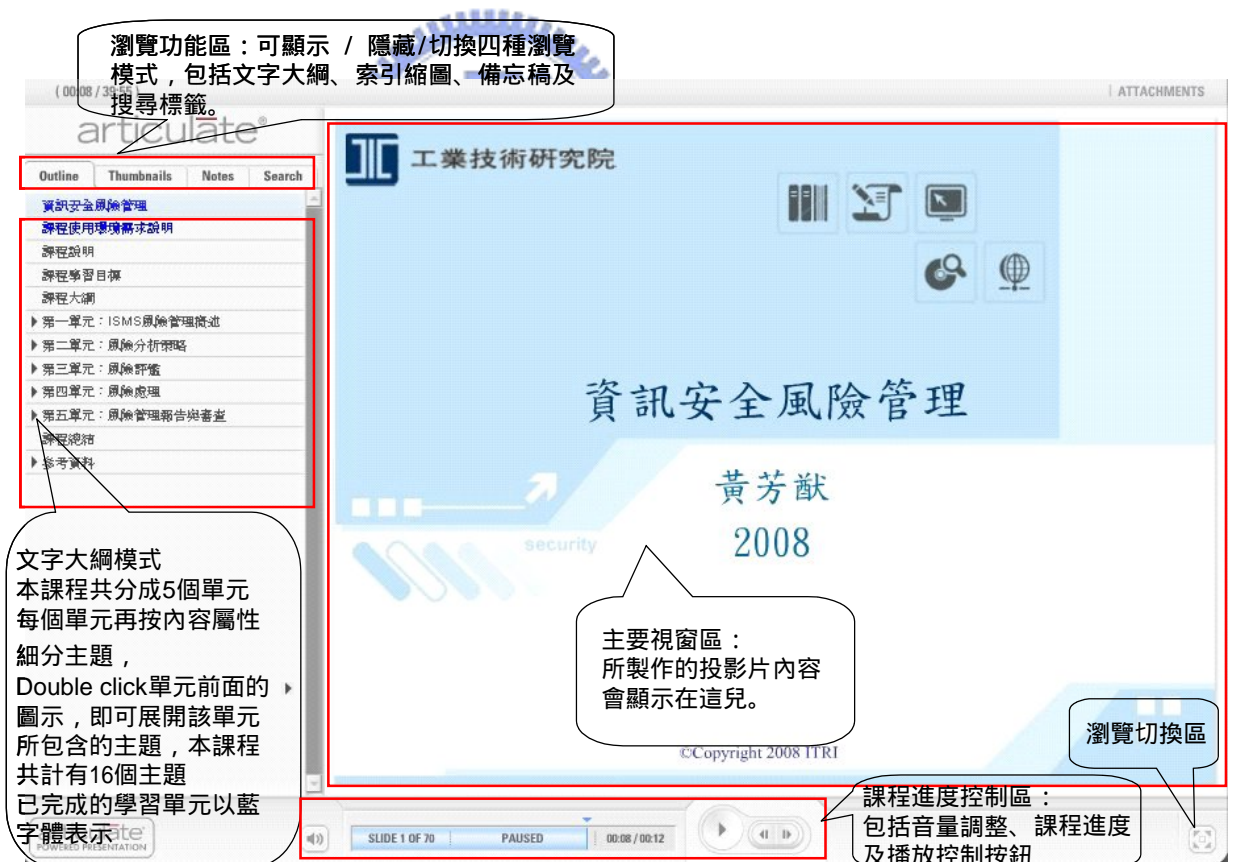 瀏覽功能區：可顯示 / 隱藏/切換四種瀏覽
模式，包括文字大綱、索引縮圖、備忘稿及
搜尋標籤。
( 00:08 / 39:55 )
ATTACHMENTS
articulate®
Outline Thumbnails Notes Search
資訊安全風險管理
課程使用環境需求說明
課程說明
課程學習目標
課程大綱
第一單元：ISMS風險管理概述
第二單元：風險分析策略
第三單元：風險評鑑
第四單元：風險處理
第五單元：風險管理報告與審查
課程總結
參考資料
工業技術研究院
資訊安全風險管理
黃芳猷
2008
security
©Copyright 2008 ITRI
文字大綱模式
本課程共分成5個單元
每個單元再按內容屬性
細分主題，
Double click單元前面的
圖示，即可展開該單元
所包含的主題，本課程
共計有16個主題
已完成的學習單元以藍
字體表示
主要視窗區：
所製作的投影片內容
會顯示在這兒。
瀏覽切換區
課程進度控制區：
包括音量調整、課程進度
及播放控制按鈕
POWERED PRESENTATION
SLIDE 1 OF 70 PAUSED 00:08 / 00:12